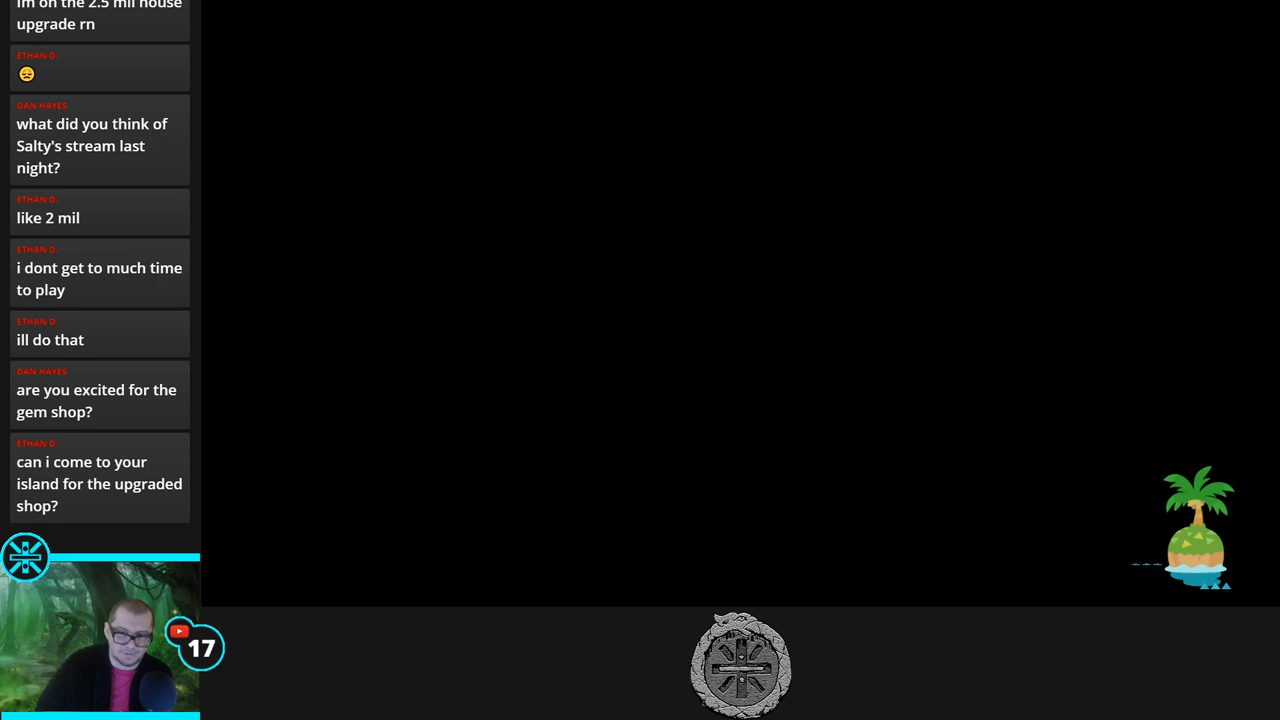 im on the 2.5 mil house
upgrade rn
ETHAN D.
DAN HAYES
what did you think of
Salty's stream last
night?
ETHAN D.
like 2 mil
ETHAN D.
i dont get to much time
to play
ETHAN D.
ill do that
DAN HAYES
are you excited for the
gem shop?
ETHAN D.
can i come to your
island for the upgraded
shop?
17